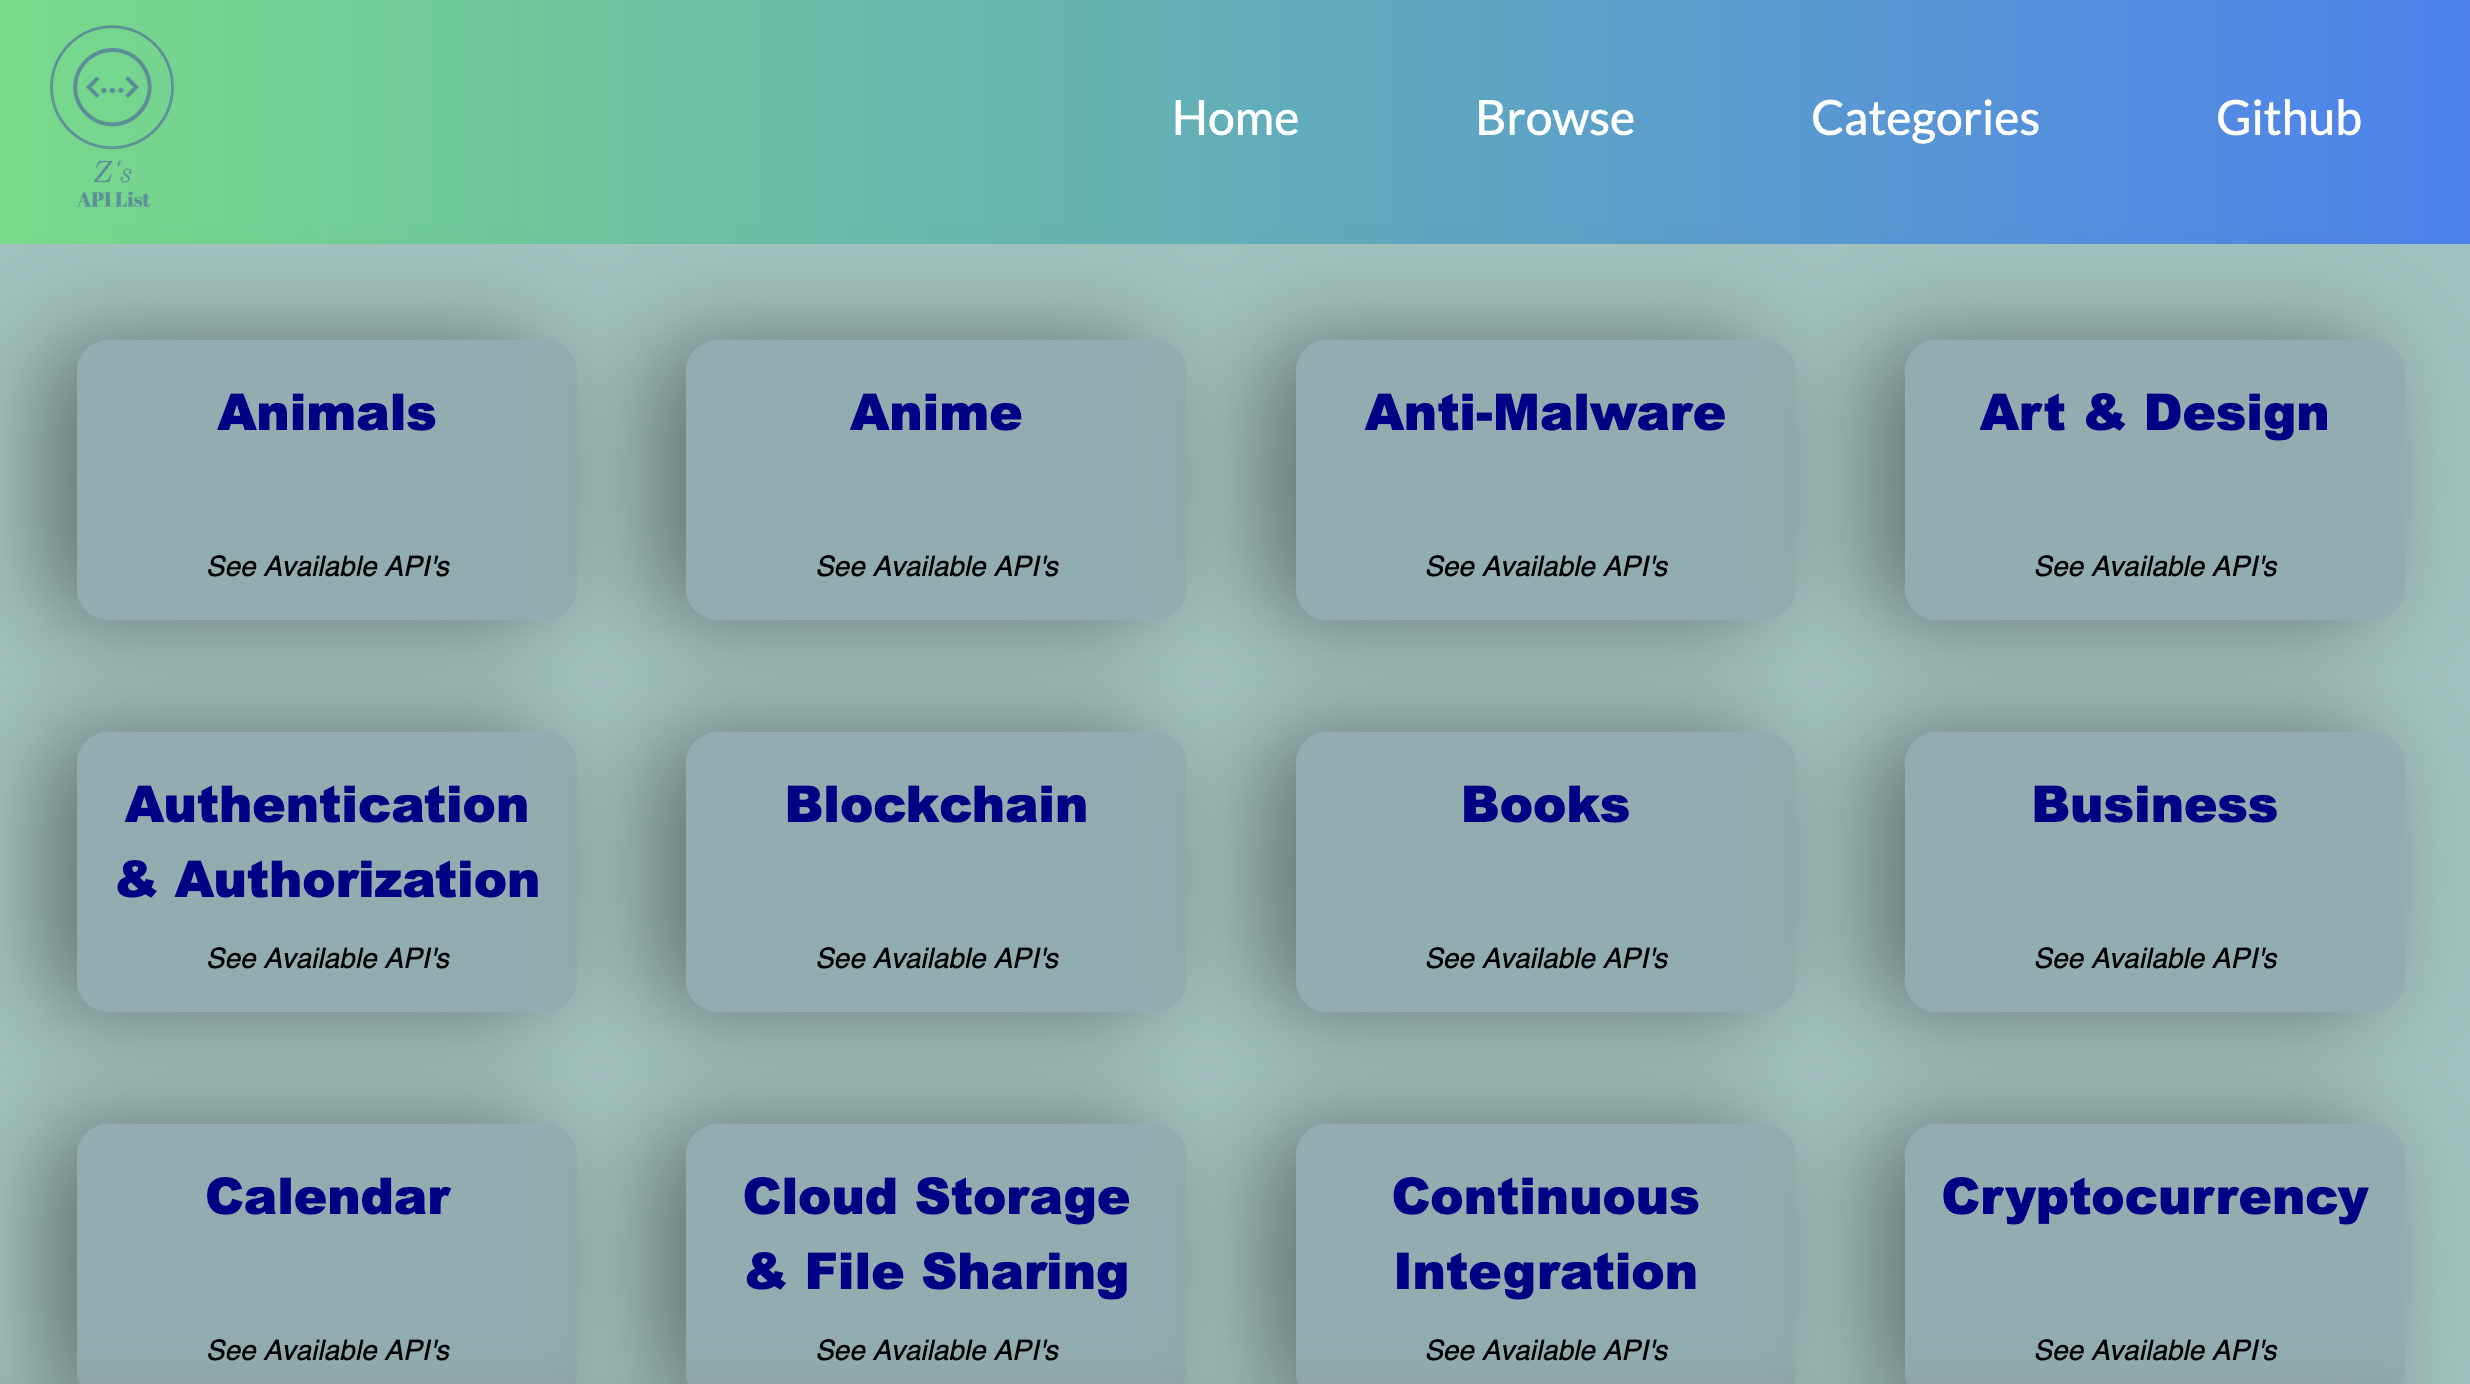 <...>
Z's
API List
Home
Browse
Categories
Github
Animals
See Available API's
Anime
See Available API's
Anti-Malware
See Available API's
Art & Design
See Available API's
Authentication
& Authorization
See Available API's
Blockchain
See Available API's
Books
See Available API's
Business
See Available API's
Calendar
See Available API's
Cloud Storage
& File Sharing
See Available API's
Continuous
Integration
See Available API's
Cryptocurrency
See Available API's